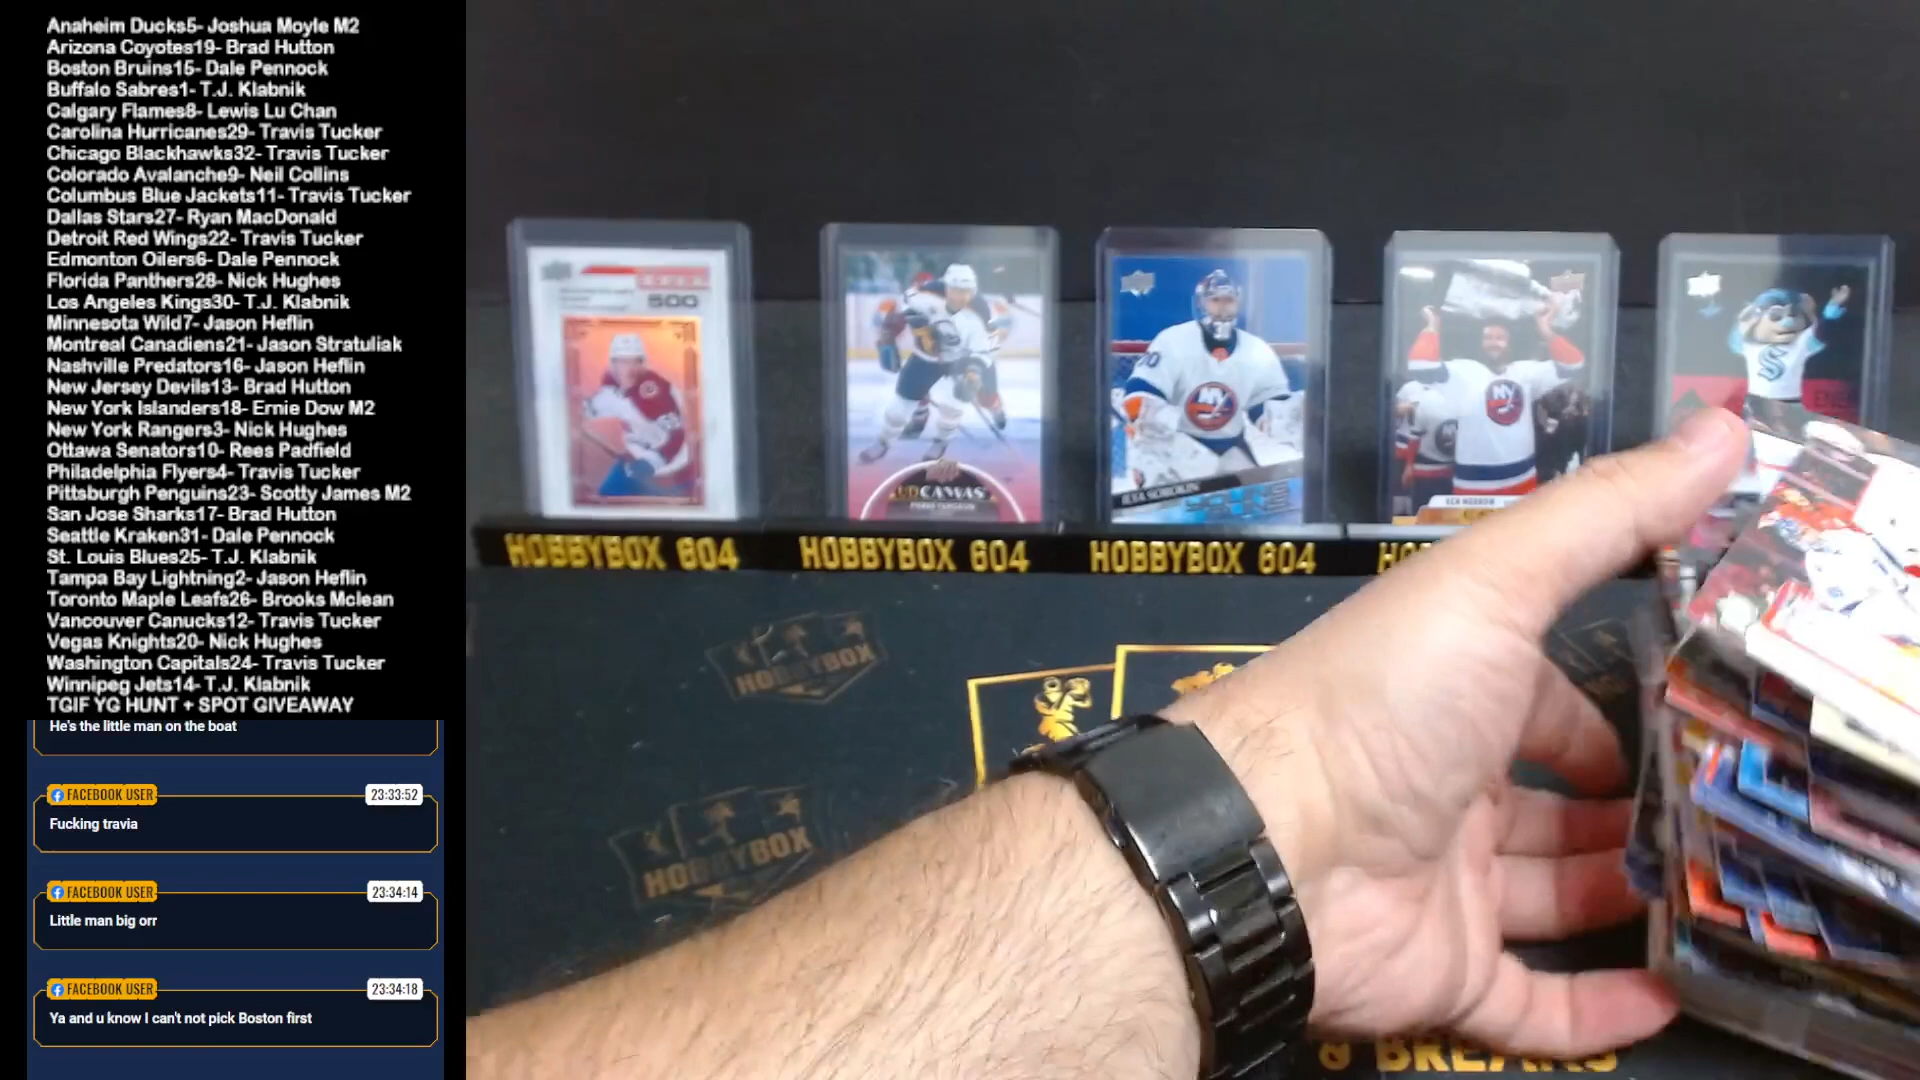 Anaheim Ducks5- Joshua Moyle M2
Arizona Coyotes19- Brad Hutton
Boston Bruins15- Dale Pennock
Buffalo Sabres1- T.J. Klabnik
Calgary Flames8- Lewis Lu Chan
Carolina Hurricanes29- Travis Tucker
Chicago Blackhawks32- Travis Tucker
Colorado Avalanche9- Neil Collins
Columbus Blue Jackets11- Travis Tucker
Dallas Stars27- Ryan MacDonald
Detroit Red Wings22- Travis Tucker
Edmonton Oilers6- Dale Pennock
Florida Panthers28- Nick Hughes
Los Angeles Kings30- T.J. Klabnik
Minnesota Wild7- Jason Heflin
Montreal Canadiens21- Jason Stratuliak
Nashville Predators16- Jason Heflin
New Jersey Devils13- Brad Hutton
New York Islanders18- Ernie Dow M2
New York Rangers3- Nick Hughes
Ottawa Senators10- Rees Padfield
Philadelphia Flyers4- Travis Tucker
Pittsburgh Penguins23- Scotty James M2
San Jose Sharks17- Brad Hutton
Seattle Kraken31- Dale Pennock
St. Louis Blues25- T.J. Klabnik
Tampa Bay Lightning2- Jason Heflin
Toronto Maple Leafs26- Brooks Mclean
Vancouver Canucks12- Travis Tucker
Vegas Knights20- Nick Hughes
Washington Capitals24- Travis Tucker
Winnipeg Jets14- T.J. Klabnik
TGIF YG HUNT + SPOT GIVEAWAY
He's the little man on the boat
FACEBOOK USER 23:33:52
Fucking travia
FACEBOOK USER 23:34:14
Little man big orr
FACEBOOK USER 23:34:18
Ya and u know I can't not pick Boston first
500
UD CANVAS
30
NY
ILYA SOROKIN
NY
KEN MORROW
HOBBYBOX 604
HOBBYBOX 604
HOBBYBOX 604
HOBBYBOX
HOBBYBOX
& BREAKS